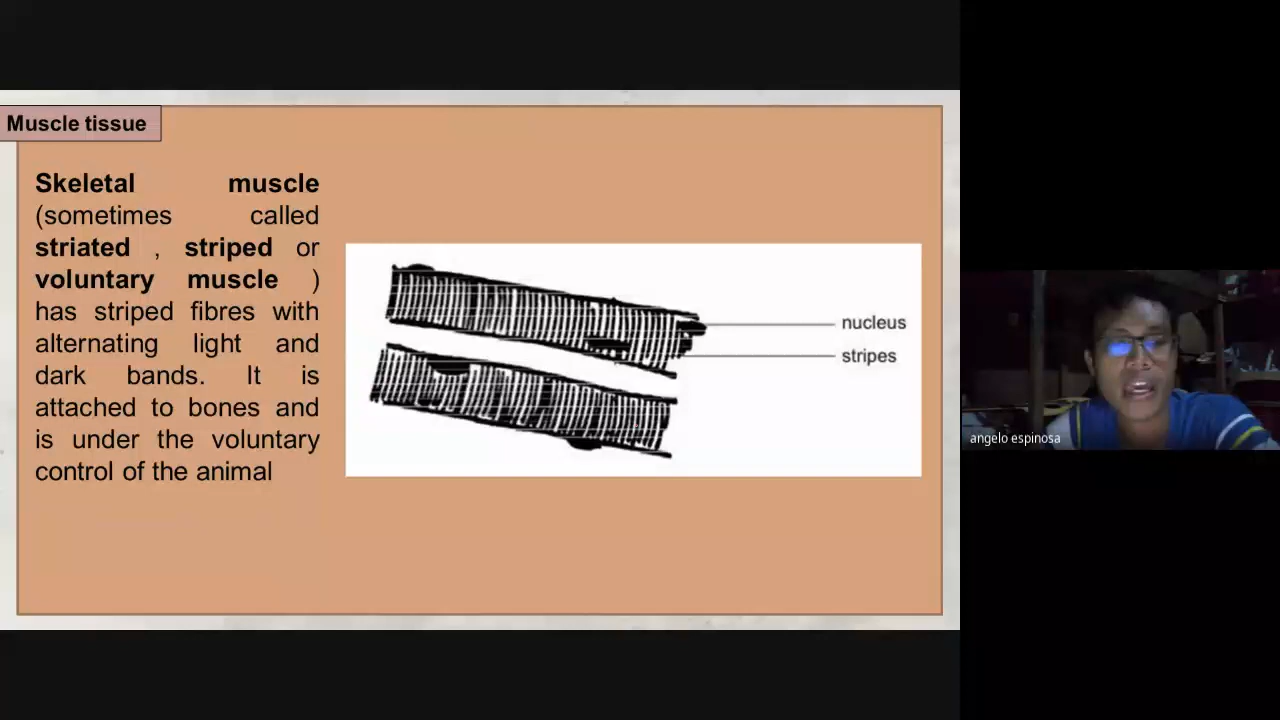 Muscle tissue
Skeletal muscle
(sometimes called
striated , striped or
voluntary muscle )
has striped fibres with
alternating light and
dark bands. It is
attached to bones and
is under the voluntary
control of the animal
nucleus
stripes
angelo espinosa